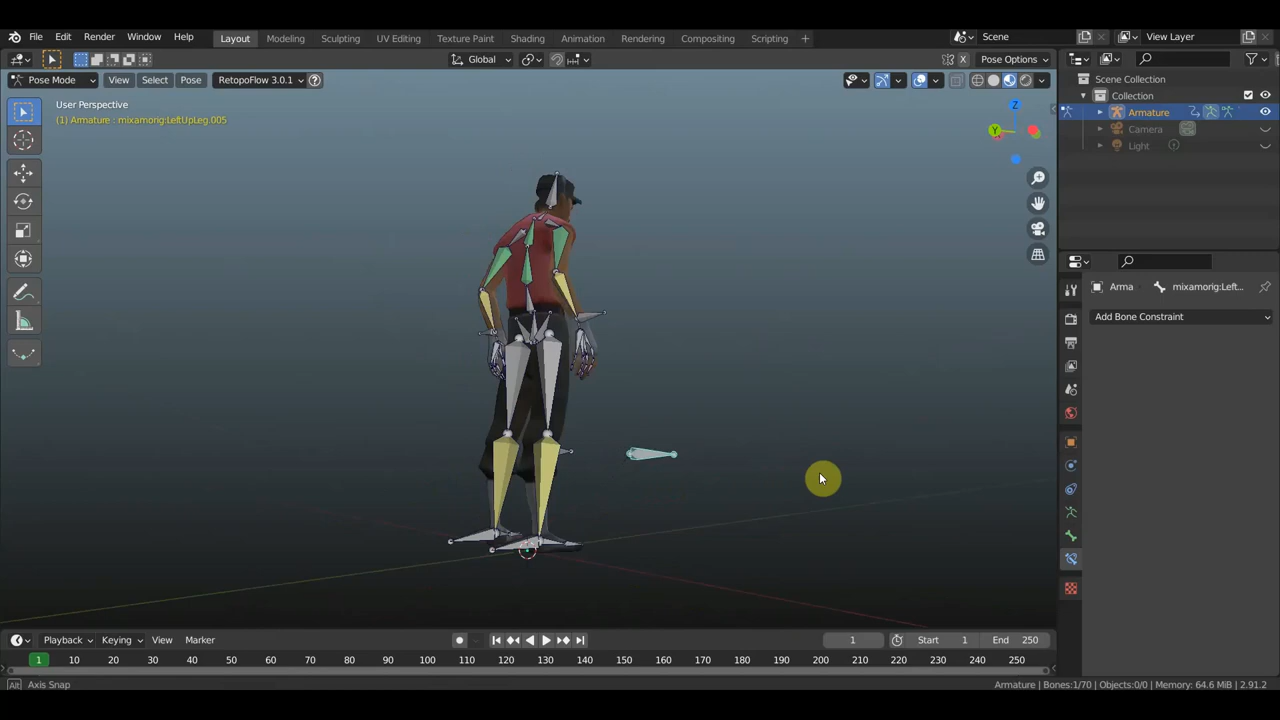 File Edit Render Window Help Layout Modeling Sculpting UV Editing Texture Paint Shading Animation Rendering Compositing Scripting + Scene View Layer
Global Pose Options
Pose Mode View Select Pose RetopoFlow 3.0.1 Scene Collection
User Perspective Collection
(1) Armature : mixamorig:LeftUpLeg.005 Armature
Camera
Light
Z
Y
Arma mixamorig:Left...
Add Bone Constraint
Playback Keying View Marker 1 Start 1 End 250
1 10 20 30 40 50 60 70 80 90 100 110 120 130 140 150 160 170 180 190 200 210 220 230 240 250
Alt Axis Snap Armature | Bones:1/70 | Objects:0/0 | Memory: 64.6 MiB | 2.91.2